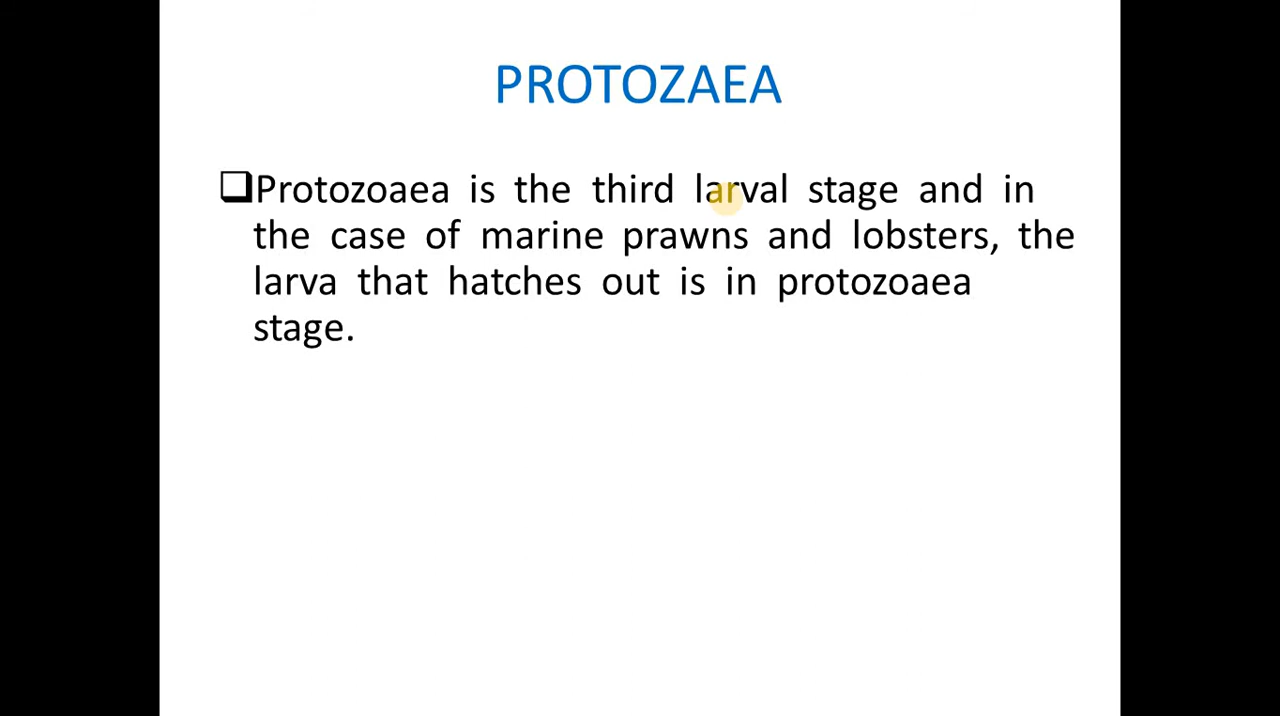 PROTOZAEA
❑Protozoaea is the third larval stage and in
the case of marine prawns and lobsters, the
larva that hatches out is in protozoaea
stage.